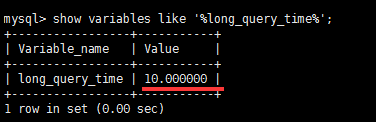 mysql> show variables like '%long_query_time%';
+-----------------+-----------+
| Variable_name | Value |
+-----------------+-----------+
| long_query_time | 10.000000 |
+-----------------+-----------+
1 row in set (0.00 sec)